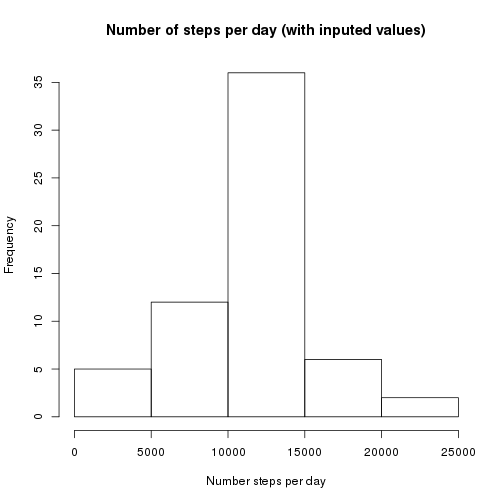 Number of steps per day (with inputed values)
35
30
25
20
15
10
5
0
Frequency
0 5000 10000 15000 20000 25000
Number steps per day